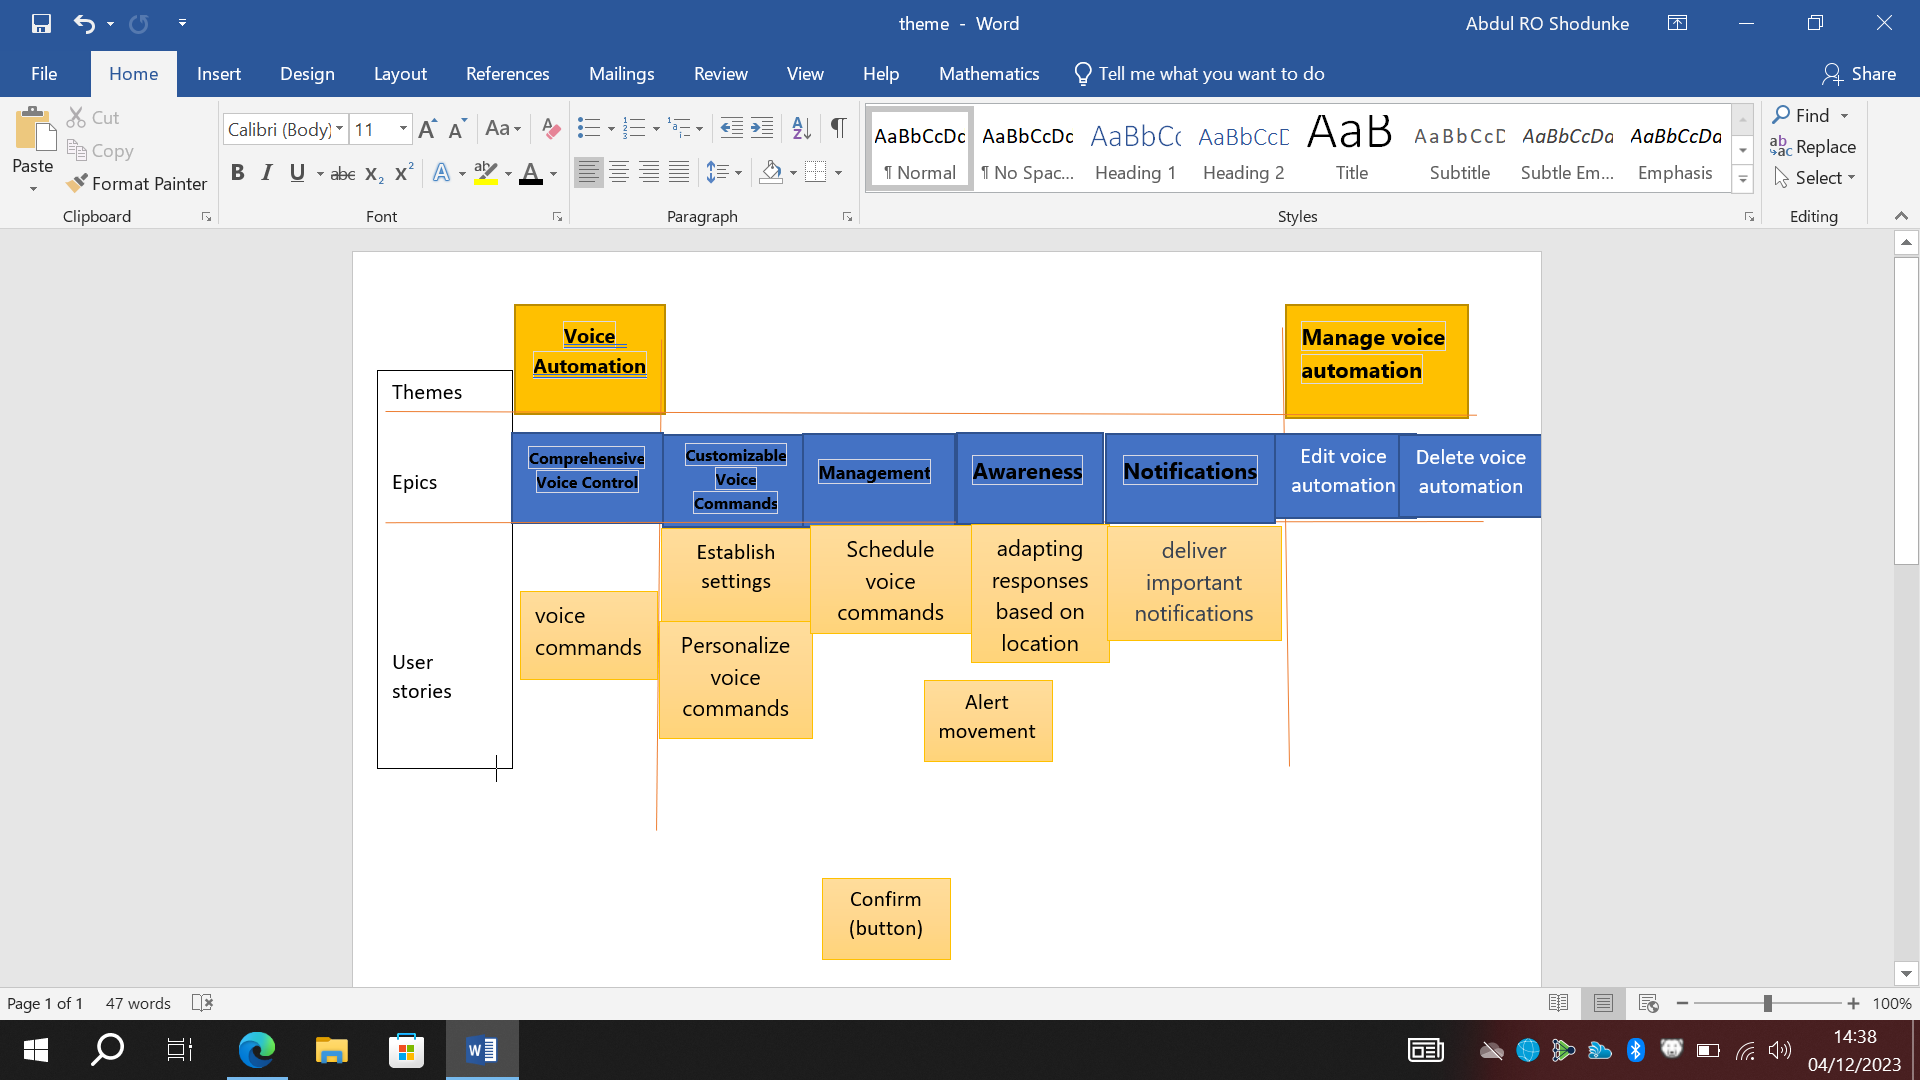 theme - Word
Abdul RO Shodunke
File
Home
Insert
Design
Layout
References
Mailings
Review
View
Help
Mathematics
Tell me what you want to do
Share
Paste
Cut
Copy
Format Painter
Clipboard
Calibri (Body)
11
Font
Paragraph
AaBbCcDc
¶ Normal
AaBbCcDc
¶ No Spac...
AaBbCc
Heading 1
AaBbCcD
Heading 2
AaB
Title
AaBbCcD
Subtitle
AaBbCcDa
Subtle Em...
AaBbCcDa
Emphasis
Styles
Find
Replace
Select
Editing
Voice
Automation
Manage voice
automation
Themes
Epics
Comprehensive
Voice Control
Customizable
Voice
Commands
Management
Awareness
Notifications
Edit voice
automation
Delete voice
automation
User
stories
voice
commands
Establish
settings
Personalize
voice
commands
Schedule
voice
commands
adapting
responses
based on
location
deliver
important
notifications
Alert
movement
Confirm
(button)
Page 1 of 1
47 words
100%
14:38
04/12/2023